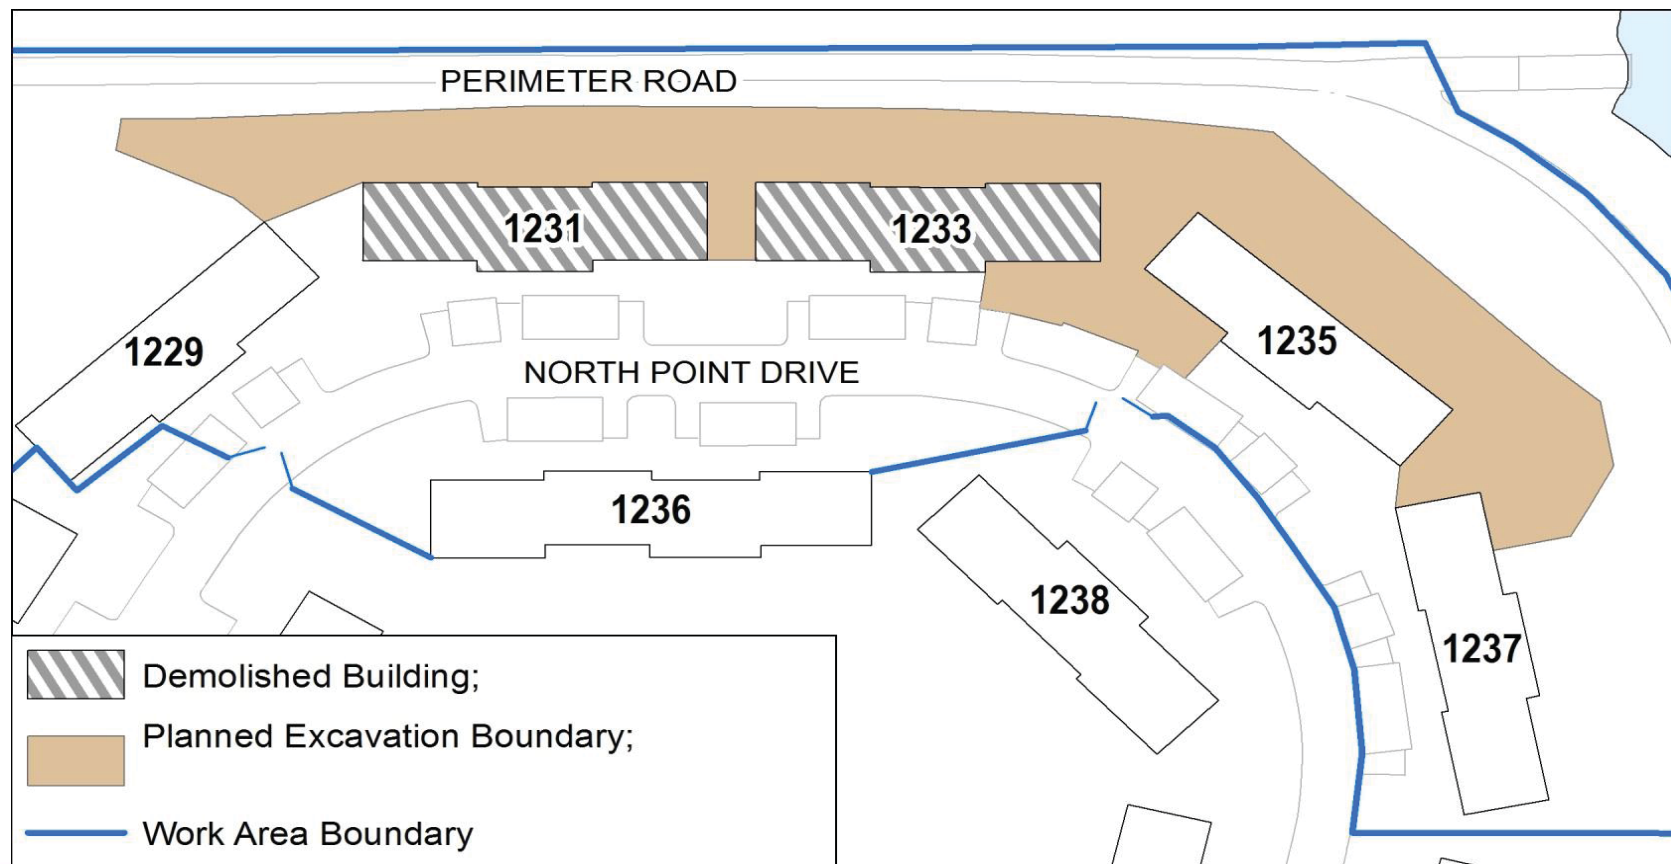 PERIMETER ROAD
1231
1233
1229
1235
NORTH POINT DRIVE
1236
1238
1237
Demolished Building;
Planned Excavation Boundary;
Work Area Boundary